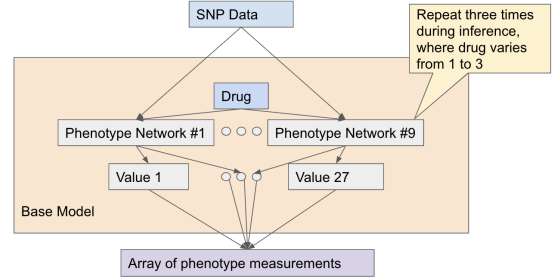 SNP Data
Repeat three times
during inference,
where drug varies
from 1 to 3
Drug
Phenotype Network #1
Phenotype Network #9
Value 1
Value 27
Base Model
Array of phenotype measurements